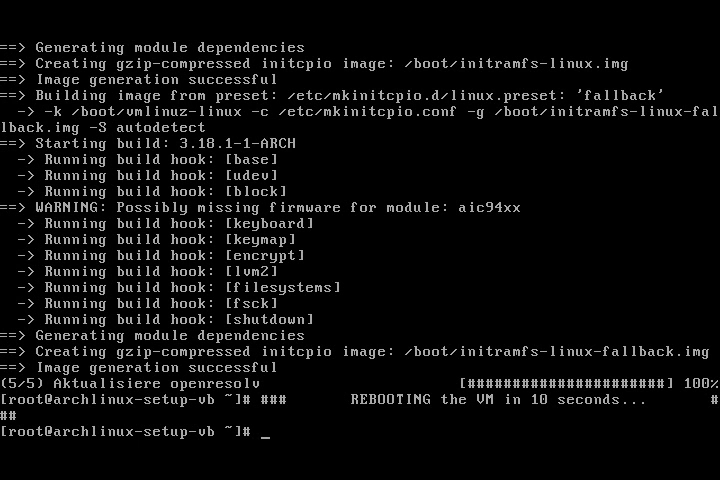 ==> Generating module dependencies
==> Creating gzip-compressed initcpio image: /boot/initramfs-linux.img
==> Image generation successful
==> Building image from preset: /etc/mkinitcpio.d/linux.preset: 'fallback'
  -> -k /boot/vmlinuz-linux -c /etc/mkinitcpio.conf -g /boot/initramfs-linux-fal
lback.img -S autodetect
==> Starting build: 3.18.1-1-ARCH
  -> Running build hook: [base]
  -> Running build hook: [udev]
  -> Running build hook: [block]
==> WARNING: Possibly missing firmware for module: aic94xx
  -> Running build hook: [keyboard]
  -> Running build hook: [keymap]
  -> Running build hook: [encrypt]
  -> Running build hook: [lvm2]
  -> Running build hook: [filesystems]
  -> Running build hook: [fsck]
  -> Running build hook: [shutdown]
==> Generating module dependencies
==> Creating gzip-compressed initcpio image: /boot/initramfs-linux-fallback.img
==> Image generation successful
(5/5) Aktualisiere openresolv                      [######################] 100%
[root@archlinux-setup-vb ~]# ###       REBOOTING the VM in 10 seconds...       #
##
[root@archlinux-setup-vb ~]# _